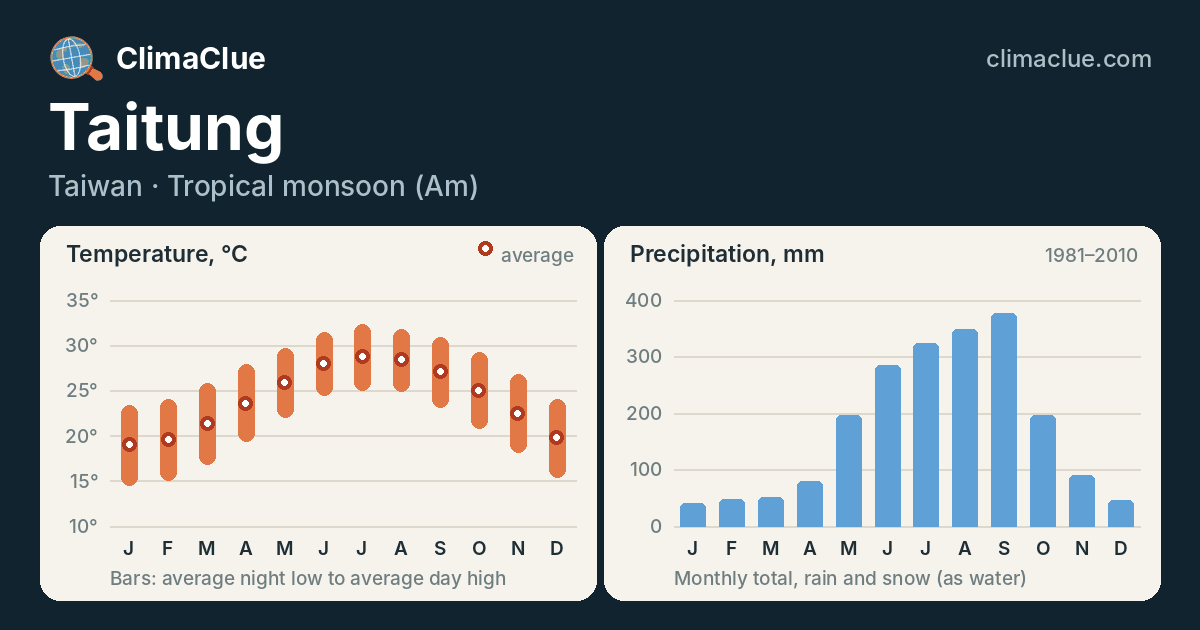 ClimaClue
climaclue.com
Taitung
Taiwan · Tropical monsoon (Am)
Temperature, °C
average
35°
30°
25°
20°
15°
10°
J F M A M J J A S O N D
Bars: average night low to average day high
Precipitation, mm
1981–2010
400
300
200
100
0
J F M A M J J A S O N D
Monthly total, rain and snow (as water)